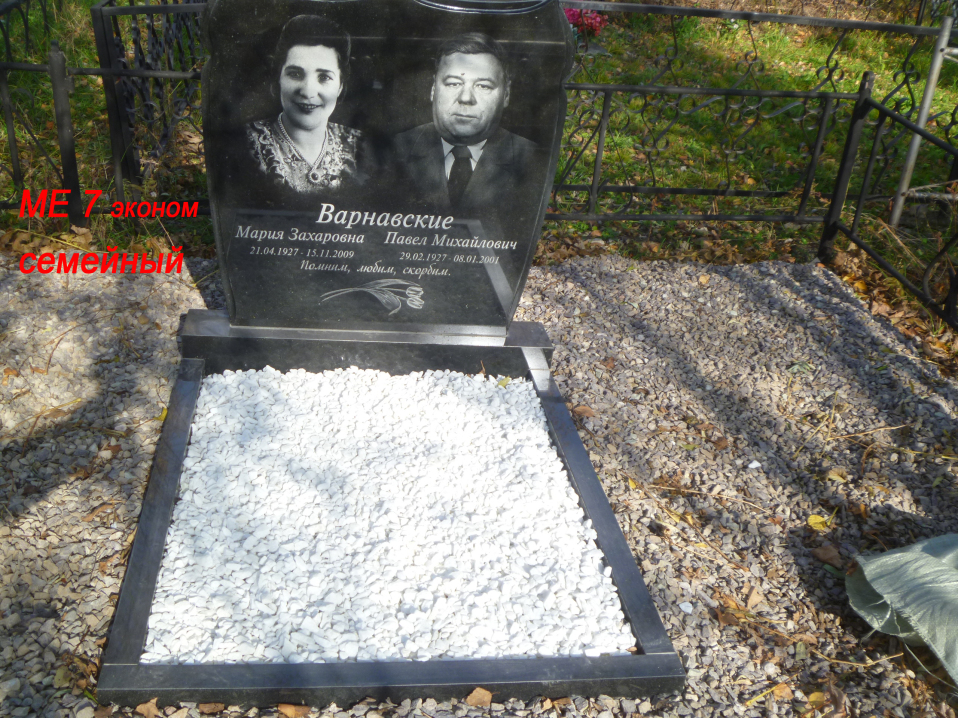 МЕ 7 эконом
семейный
Варнавские
Мария Захаровна Павел Михайлович
21.04.1927 - 15.11.2009 29.02.1927 - 08.01.2001
Помним, любим, скорбим.